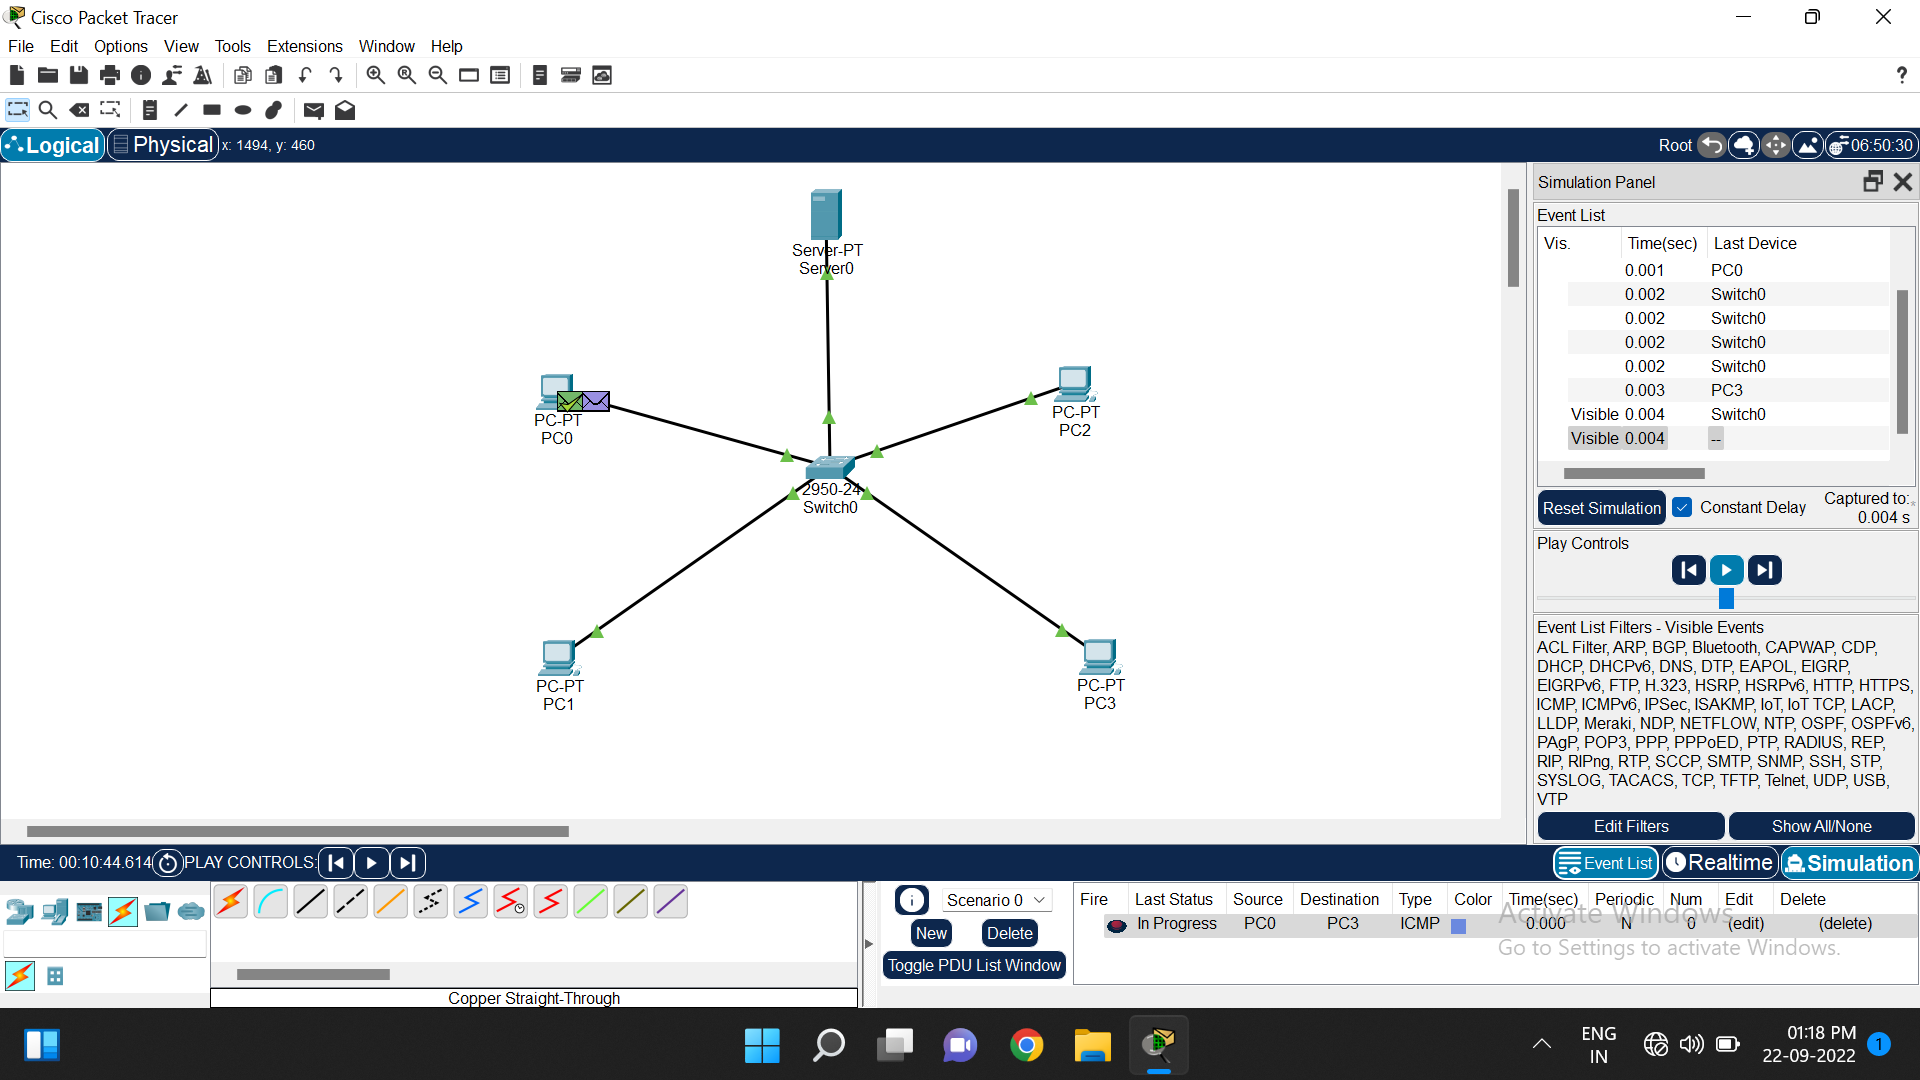 Cisco Packet Tracer
File Edit Options View Tools Extensions Window Help
?
Logical Physical x: 1494, y: 460 Root 06:50:30
Server-PT
Server0
PC-PT
PC0
PC-PT
PC2
2950-24
Switch0
PC-PT
PC1
PC-PT
PC3
Simulation Panel
Event List
Vis. Time(sec) Last Device
0.001 PC0
0.002 Switch0
0.002 Switch0
0.002 Switch0
0.002 Switch0
0.003 PC3
Visible 0.004 Switch0
Visible 0.004 --
Reset Simulation Constant Delay Captured to:
0.004 s
Play Controls
Event List Filters - Visible Events
ACL Filter, ARP, BGP, Bluetooth, CAPWAP, CDP,
DHCP, DHCPv6, DNS, DTP, EAPOL, EIGRP,
EIGRPv6, FTP, H.323, HSRP, HSRPv6, HTTP, HTTPS,
ICMP, ICMPv6, IPSec, ISAKMP, IoT, IoT TCP, LACP,
LLDP, Meraki, NDP, NETFLOW, NTP, OSPF, OSPFv6,
PAgP, POP3, PPP, PPPoED, PTP, RADIUS, REP,
RIP, RIPng, RTP, SCCP, SMTP, SNMP, SSH, STP,
SYSLOG, TACACS, TCP, TFTP, Telnet, UDP, USB,
VTP
Edit Filters Show All/None
Time: 00:10:44.614 PLAY CONTROLS: Event List Realtime Simulation
Scenario 0
New Delete
Toggle PDU List Window
Fire Last Status Source Destination Type Color Time(sec) Periodic Num Edit Delete
In Progress PC0 PC3 ICMP 0.000 N 0 (edit) (delete)
Activate Windows
Go to Settings to activate Windows.
Copper Straight-Through
ENG
IN
01:18 PM
22-09-2022
1